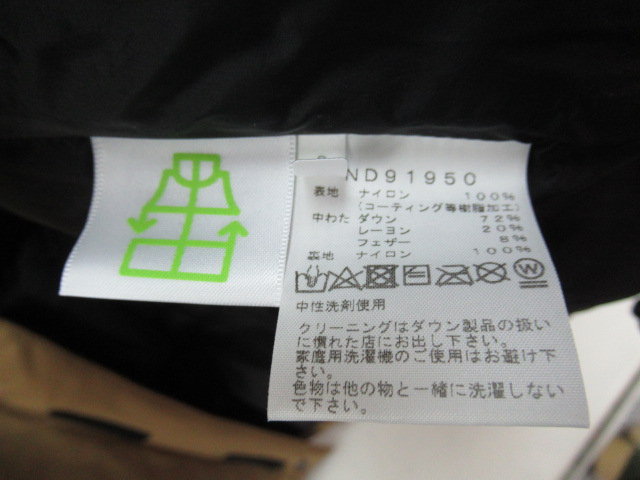 ND91950
表地 ナイロン 100%
(コーティング等樹脂加工)
中わた ダウン 72%
レーヨン 20%
フェザー 8%
裏地 ナイロン 100%
W
中性洗剤使用
クリーニングはダウン製品の扱い
に慣れた店にお出し下さい。
家庭用洗濯機のご使用はお避け下
さい。
色物は他の物と一緒に洗濯しない
で下さい。